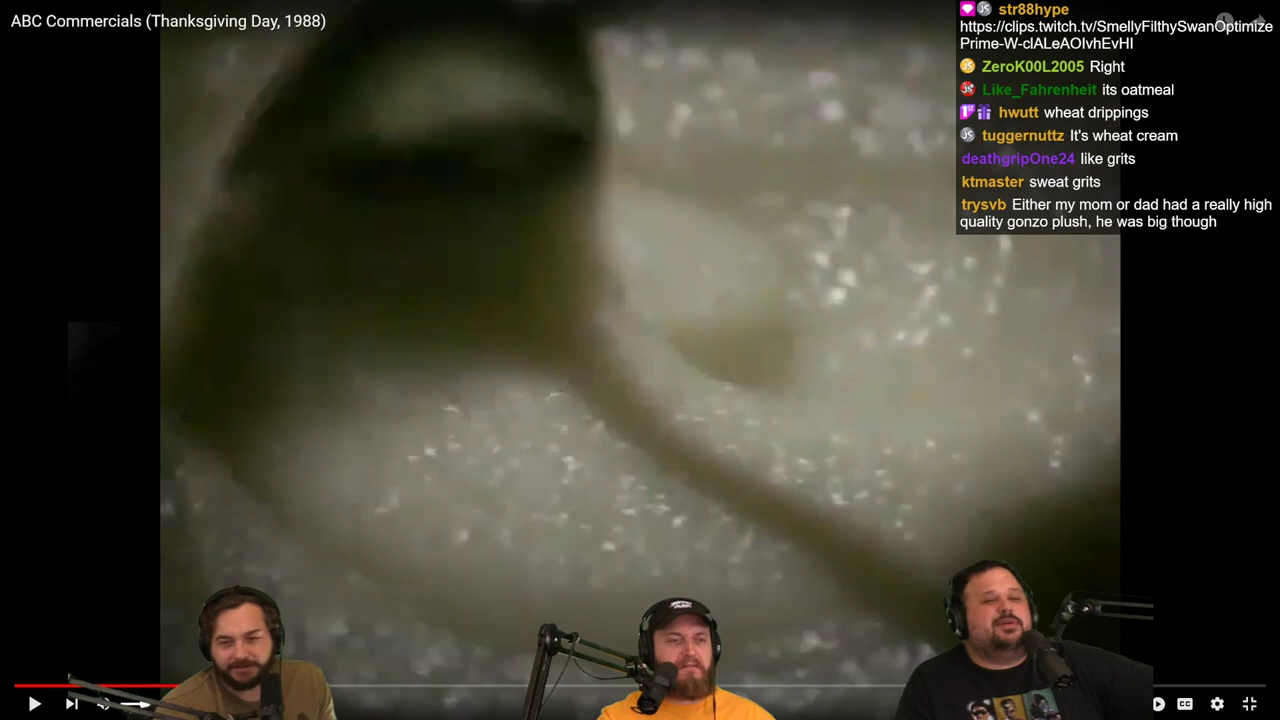 ABC Commercials (Thanksgiving Day, 1988)
str88hype
https://clips.twitch.tv/SmellyFilthySwanOptimize
Prime-W-clALeAOIvhEvHI
ZeroK00L2005 Right
Like_Fahrenheit its oatmeal
hwutt wheat drippings
tuggernuttz It's wheat cream
deathgripOne24 like grits
ktmaster sweat grits
trysvb Either my mom or dad had a really high
quality gonzo plush, he was big though